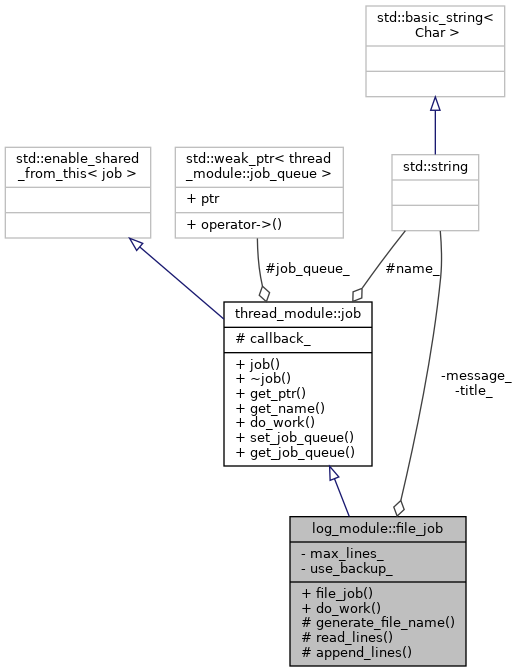 std::basic_string<
Char >
std::enable_shared
_from_this< job >
std::weak_ptr< thread
_module::job_queue >
+ ptr
+ operator->()
std::string
#job_queue_
#name_
thread_module::job
# callback_
+ job()
+ ~job()
+ get_ptr()
+ get_name()
+ do_work()
+ set_job_queue()
+ get_job_queue()
-message_
-title_
log_module::file_job
- max_lines_
- use_backup_
+ file_job()
+ do_work()
# generate_file_name()
# read_lines()
# append_lines()